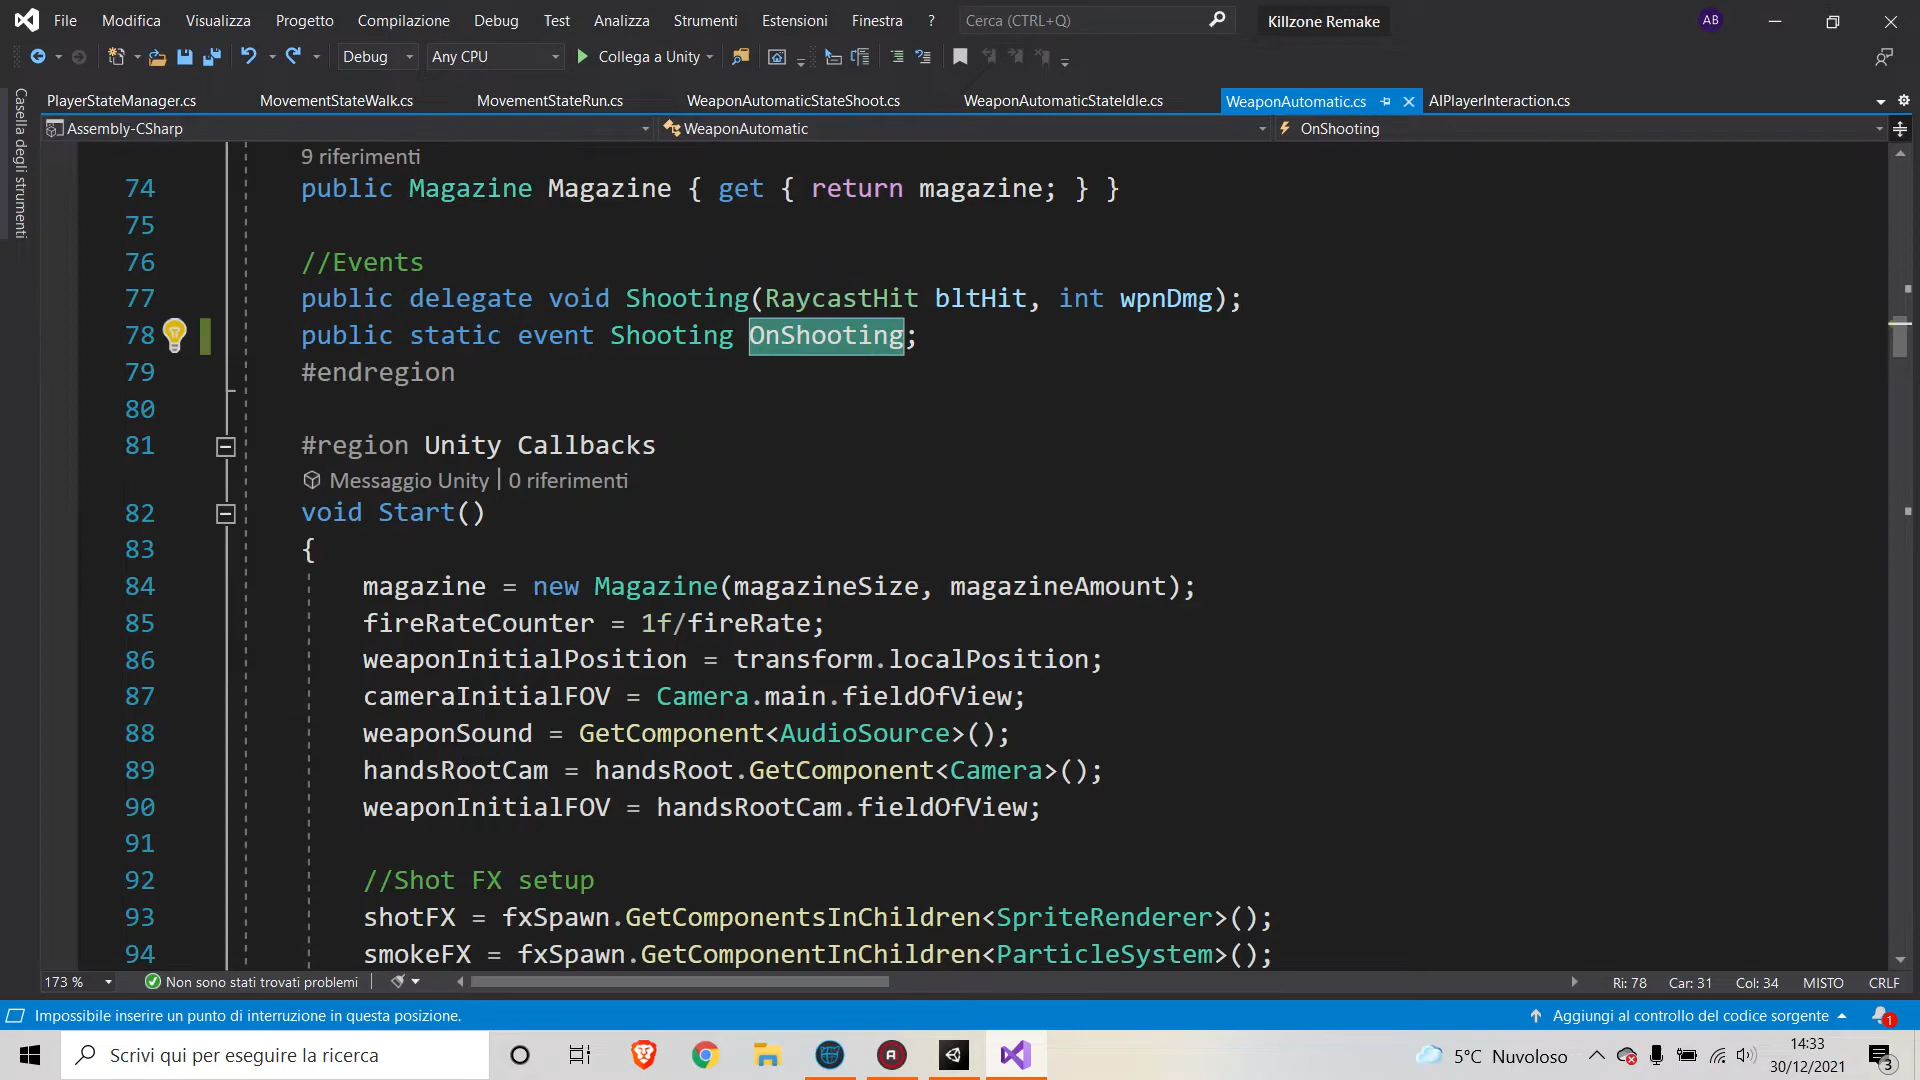 File Modifica Visualizza Progetto Compilazione Debug Test Analizza Strumenti Estensioni Finestra ? Cerca (CTRL+Q) Killzone Remake AB
Debug Any CPU Collega a Unity
Casella degli strumenti
PlayerStateManager.cs MovementStateWalk.cs MovementStateRun.cs WeaponAutomaticStateShoot.cs WeaponAutomaticStateIdle.cs WeaponAutomatic.cs AIPlayerInteraction.cs
Assembly-CSharp WeaponAutomatic OnShooting
9 riferimenti
74 public Magazine Magazine { get { return magazine; } }
75
76 //Events
77 public delegate void Shooting(RaycastHit bltHit, int wpnDmg);
78 public static event Shooting OnShooting;
79 #endregion
80
81 #region Unity Callbacks
Messaggio Unity | 0 riferimenti
82 void Start()
83 {
84 magazine = new Magazine(magazineSize, magazineAmount);
85 fireRateCounter = 1f/fireRate;
86 weaponInitialPosition = transform.localPosition;
87 cameraInitialFOV = Camera.main.fieldOfView;
88 weaponSound = GetComponent<AudioSource>();
89 handsRootCam = handsRoot.GetComponent<Camera>();
90 weaponInitialFOV = handsRootCam.fieldOfView;
91
92 //Shot FX setup
93 shotFX = fxSpawn.GetComponentsInChildren<SpriteRenderer>();
94 smokeFX = fxSpawn.GetComponentInChildren<ParticleSystem>();
173 % Non sono stati trovati problemi Ri: 78 Car: 31 Col: 34 MISTO CRLF
Impossibile inserire un punto di interruzione in questa posizione. Aggiungi al controllo del codice sorgente 1
Scrivi qui per eseguire la ricerca 5°C Nuvoloso 14:33
30/12/2021 3